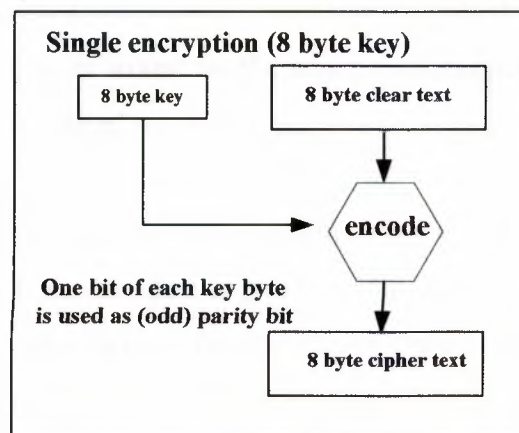 Single encryption (8 byte key)
8 byte key
8 byte clear text
encode
One bit of each key byte
is used as (odd) parity bit
8 byte cipher text